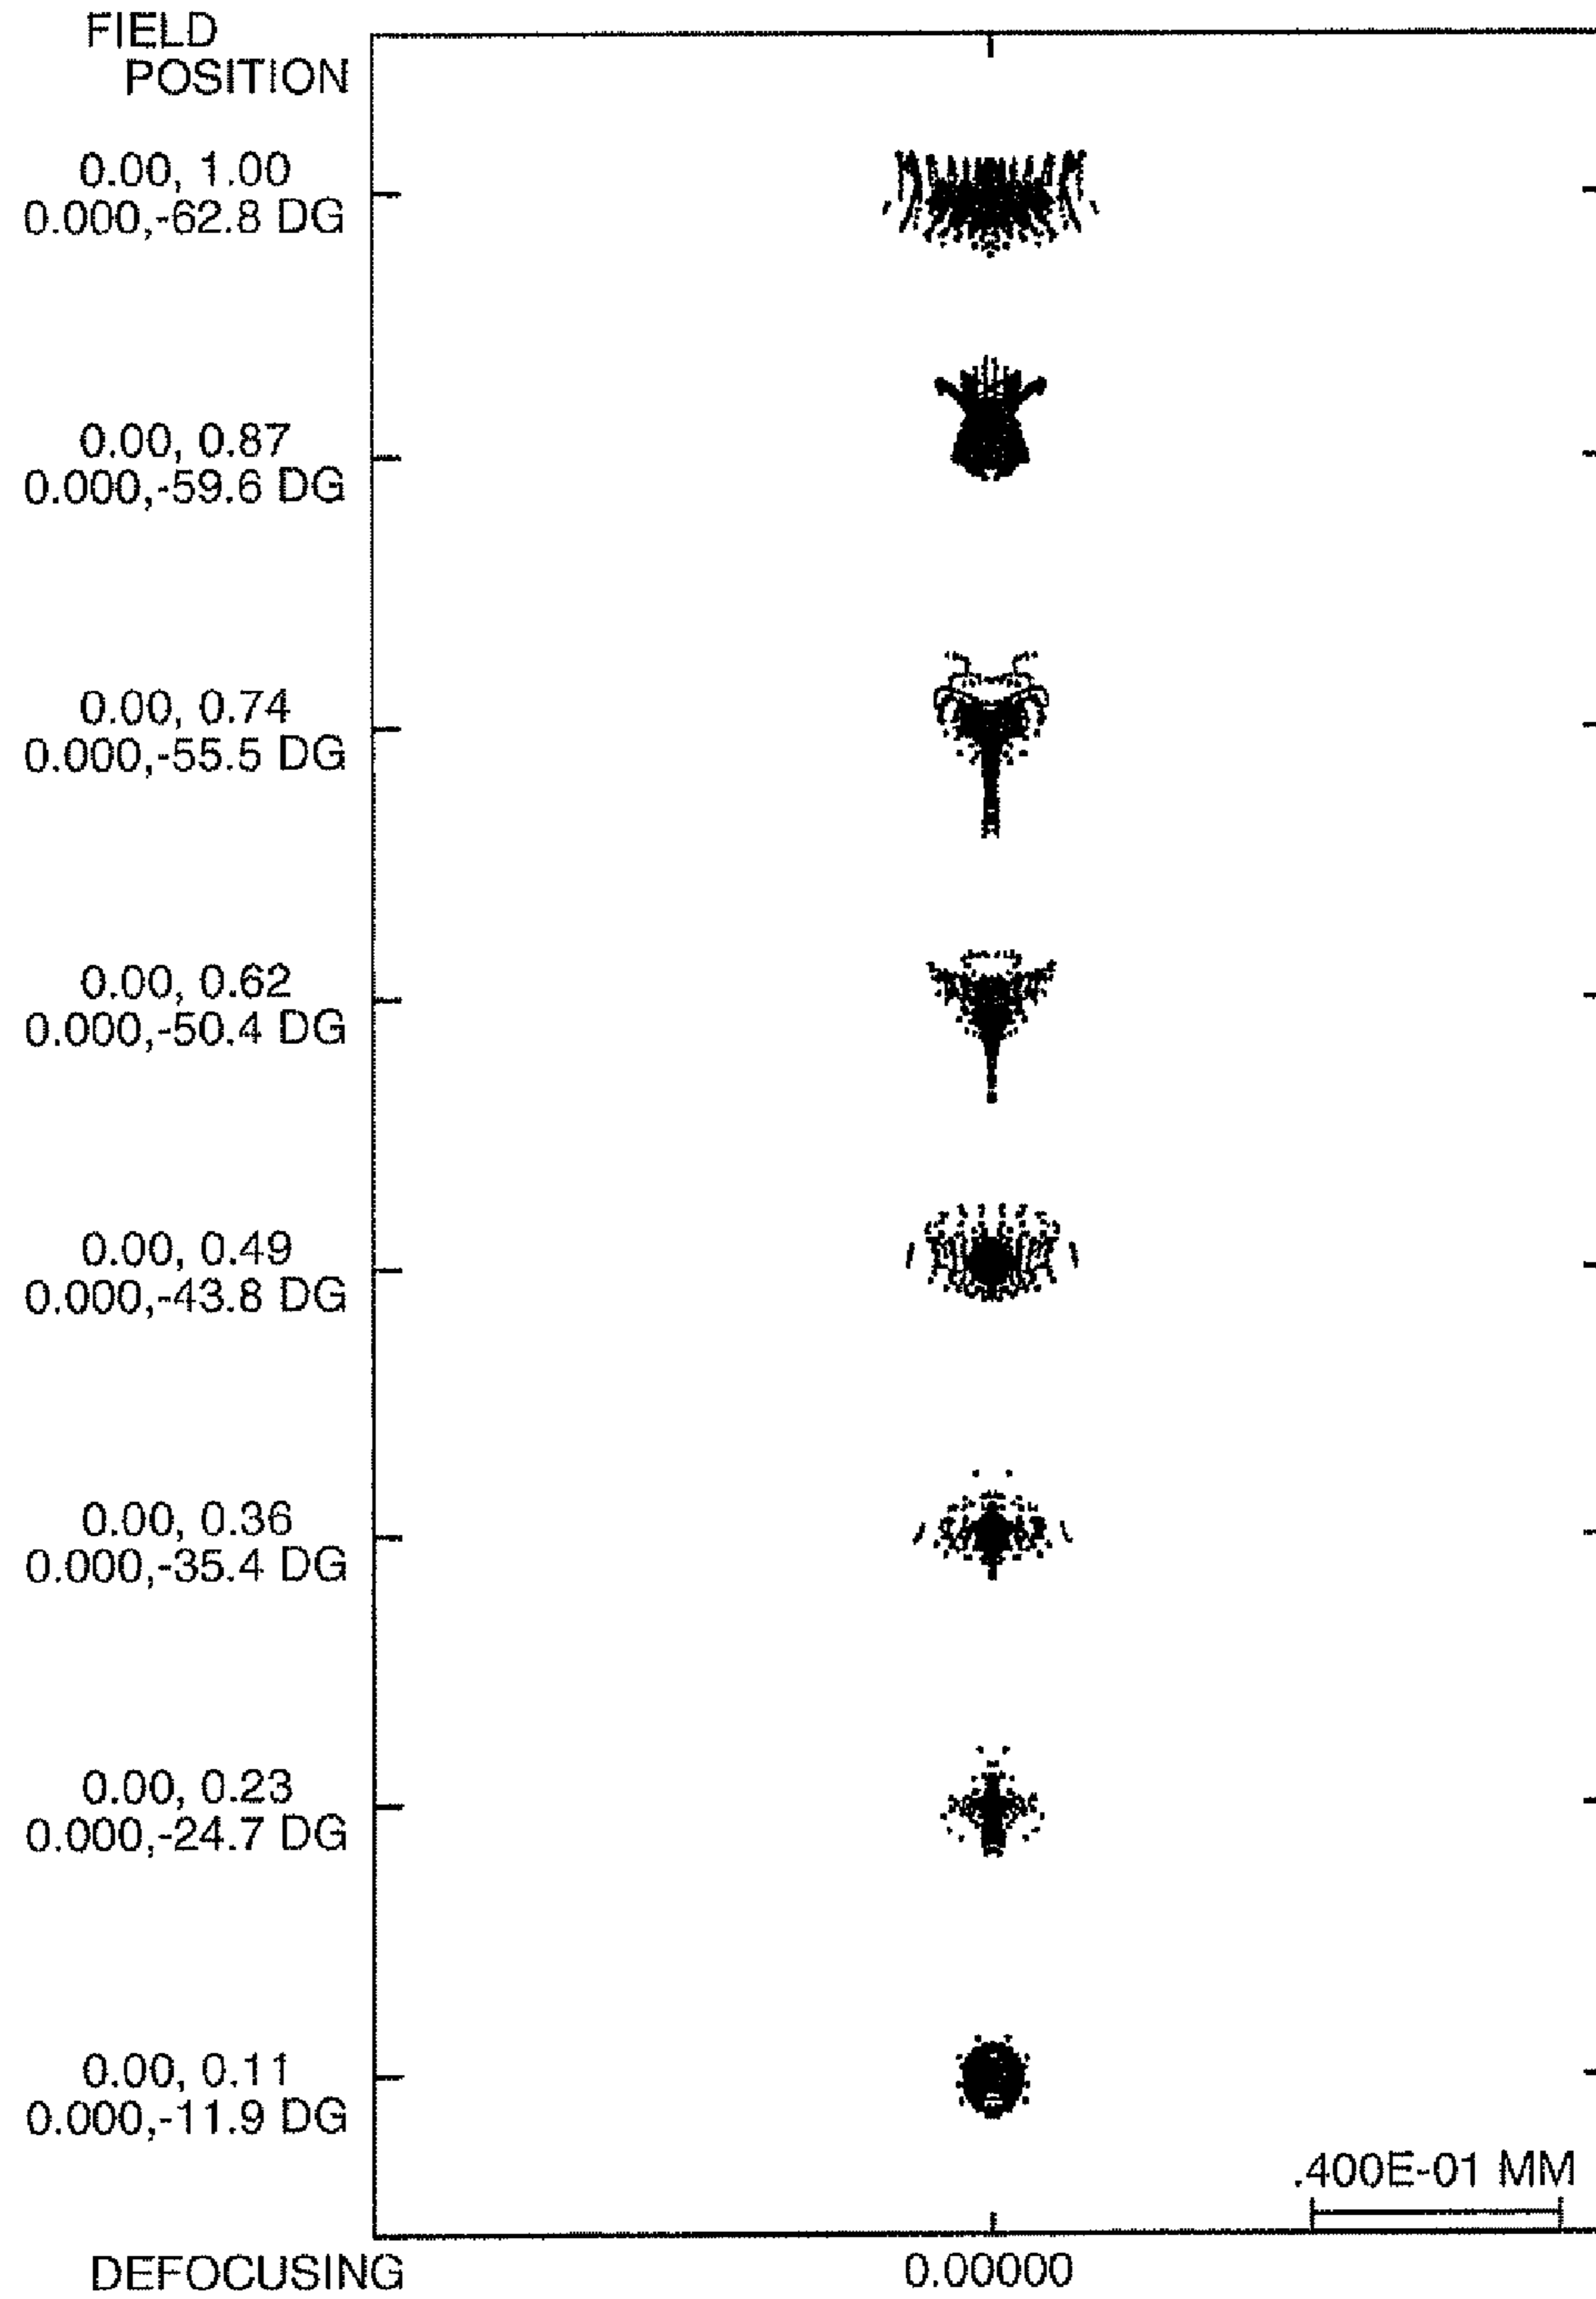 FIELD
POSITION
0.00, 1.00
0.000,-62.8 DG
0.00, 0.87
0.000,-59.6 DG
0.00, 0.74
0.000,-55.5 DG
0.00, 0.62
0.000,-50.4 DG
0.00, 0.49
0.000,-43.8 DG
0.00, 0.36
0.000,-35.4 DG
0.00, 0.23
0.000,-24.7 DG
0.00, 0.11
0.000,-11.9 DG
.400E-01 MM
DEFOCUSING 0.00000